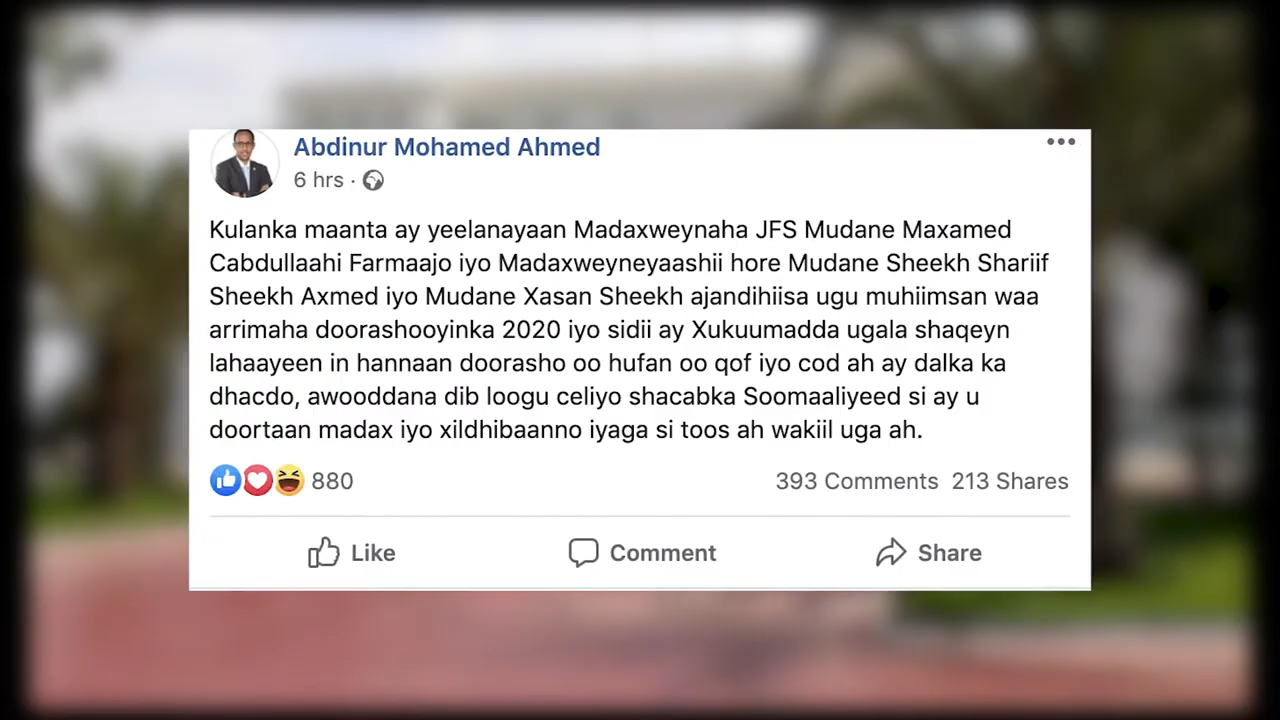 Abdinur Mohamed Ahmed
6 hrs ·
Kulanka maanta ay yeelanayaan Madaxweynaha JFS Mudane Maxamed
Cabdullaahi Farmaajo iyo Madaxweyneyaashii hore Mudane Sheekh Shariif
Sheekh Axmed iyo Mudane Xasan Sheekh ajandihiisa ugu muhiimsan waa
arrimaha doorashooyinka 2020 iyo sidii ay Xukuumadda ugala shaqeyn
lahaayeen in hannaan doorasho oo hufan oo qof iyo cod ah ay dalka ka
dhacdo, awooddana dib loogu celiyo shacabka Soomaaliyeed si ay u
doortaan madax iyo xildhibaanno iyaga si toos ah wakiil uga ah.
880 393 Comments 213 Shares
Like Comment Share